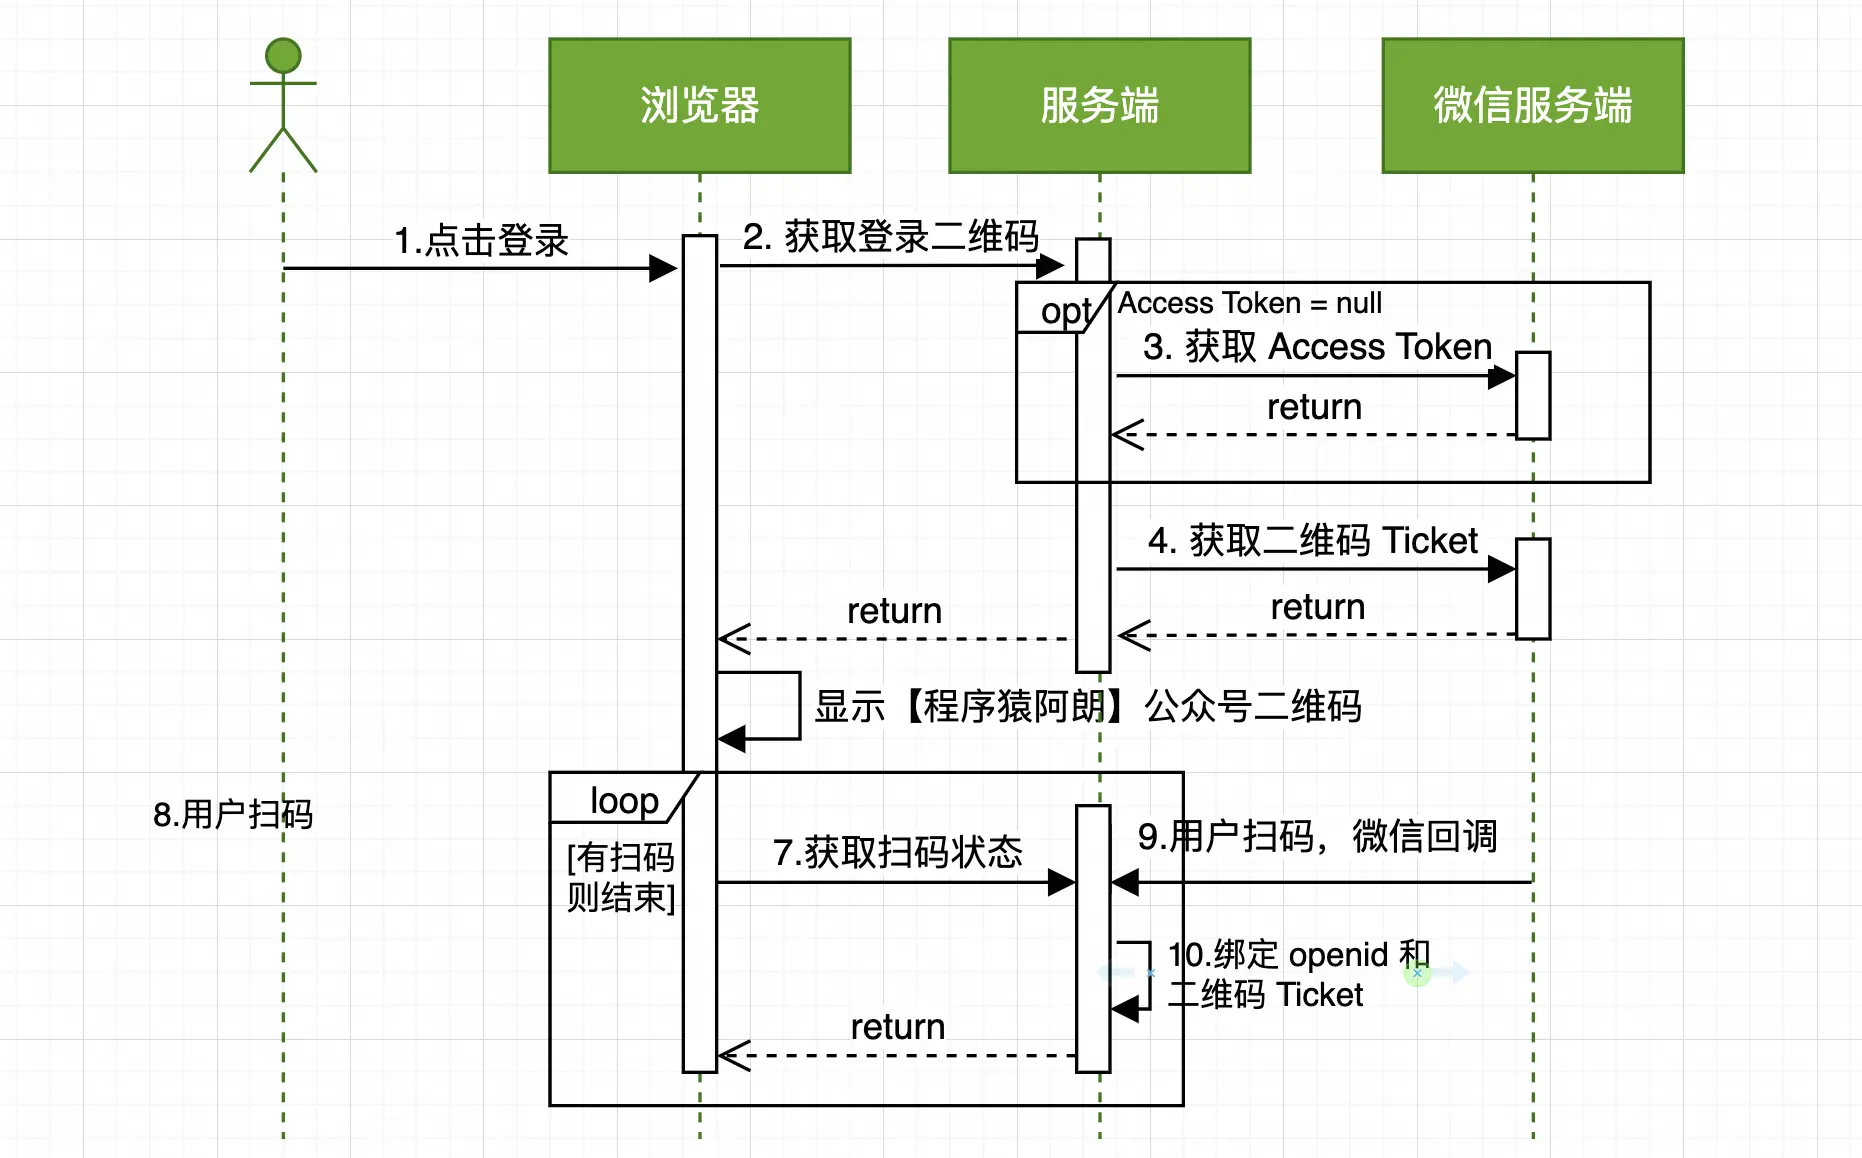 浏览器
服务端
微信服务端
1.点击登录
2. 获取登录二维码
opt
Access Token = null
3. 获取 Access Token
return
4. 获取二维码 Ticket
return
return
显示【程序猿阿朗】公众号二维码
loop
8.用户扫码
[有扫码
则结束]
7.获取扫码状态
9.用户扫码，微信回调
10.绑定 openid 和
二维码 Ticket
return